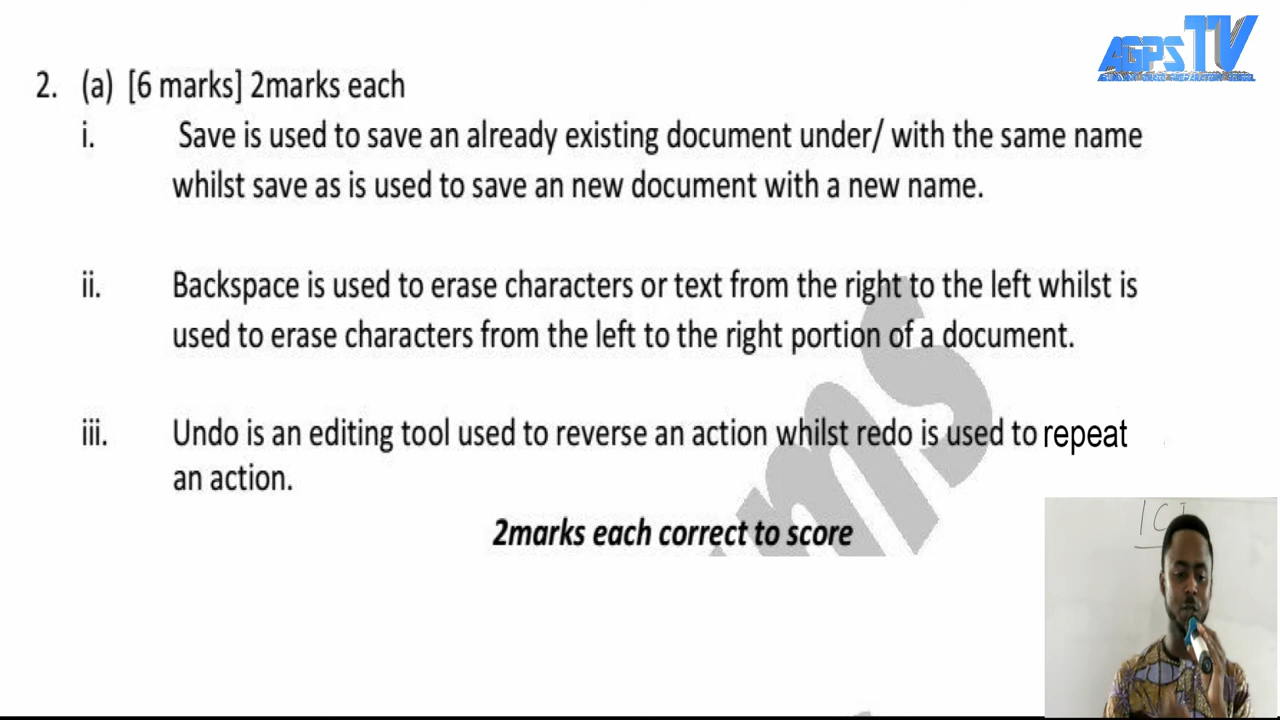 AGPS TV
2. (a) [6 marks] 2marks each
i. Save is used to save an already existing document under/ with the same name
whilst save as is used to save an new document with a new name.
ii. Backspace is used to erase characters or text from the right to the left whilst is
used to erase characters from the left to the right portion of a document.
iii. Undo is an editing tool used to reverse an action whilst redo is used to repeat
an action.
2marks each correct to score